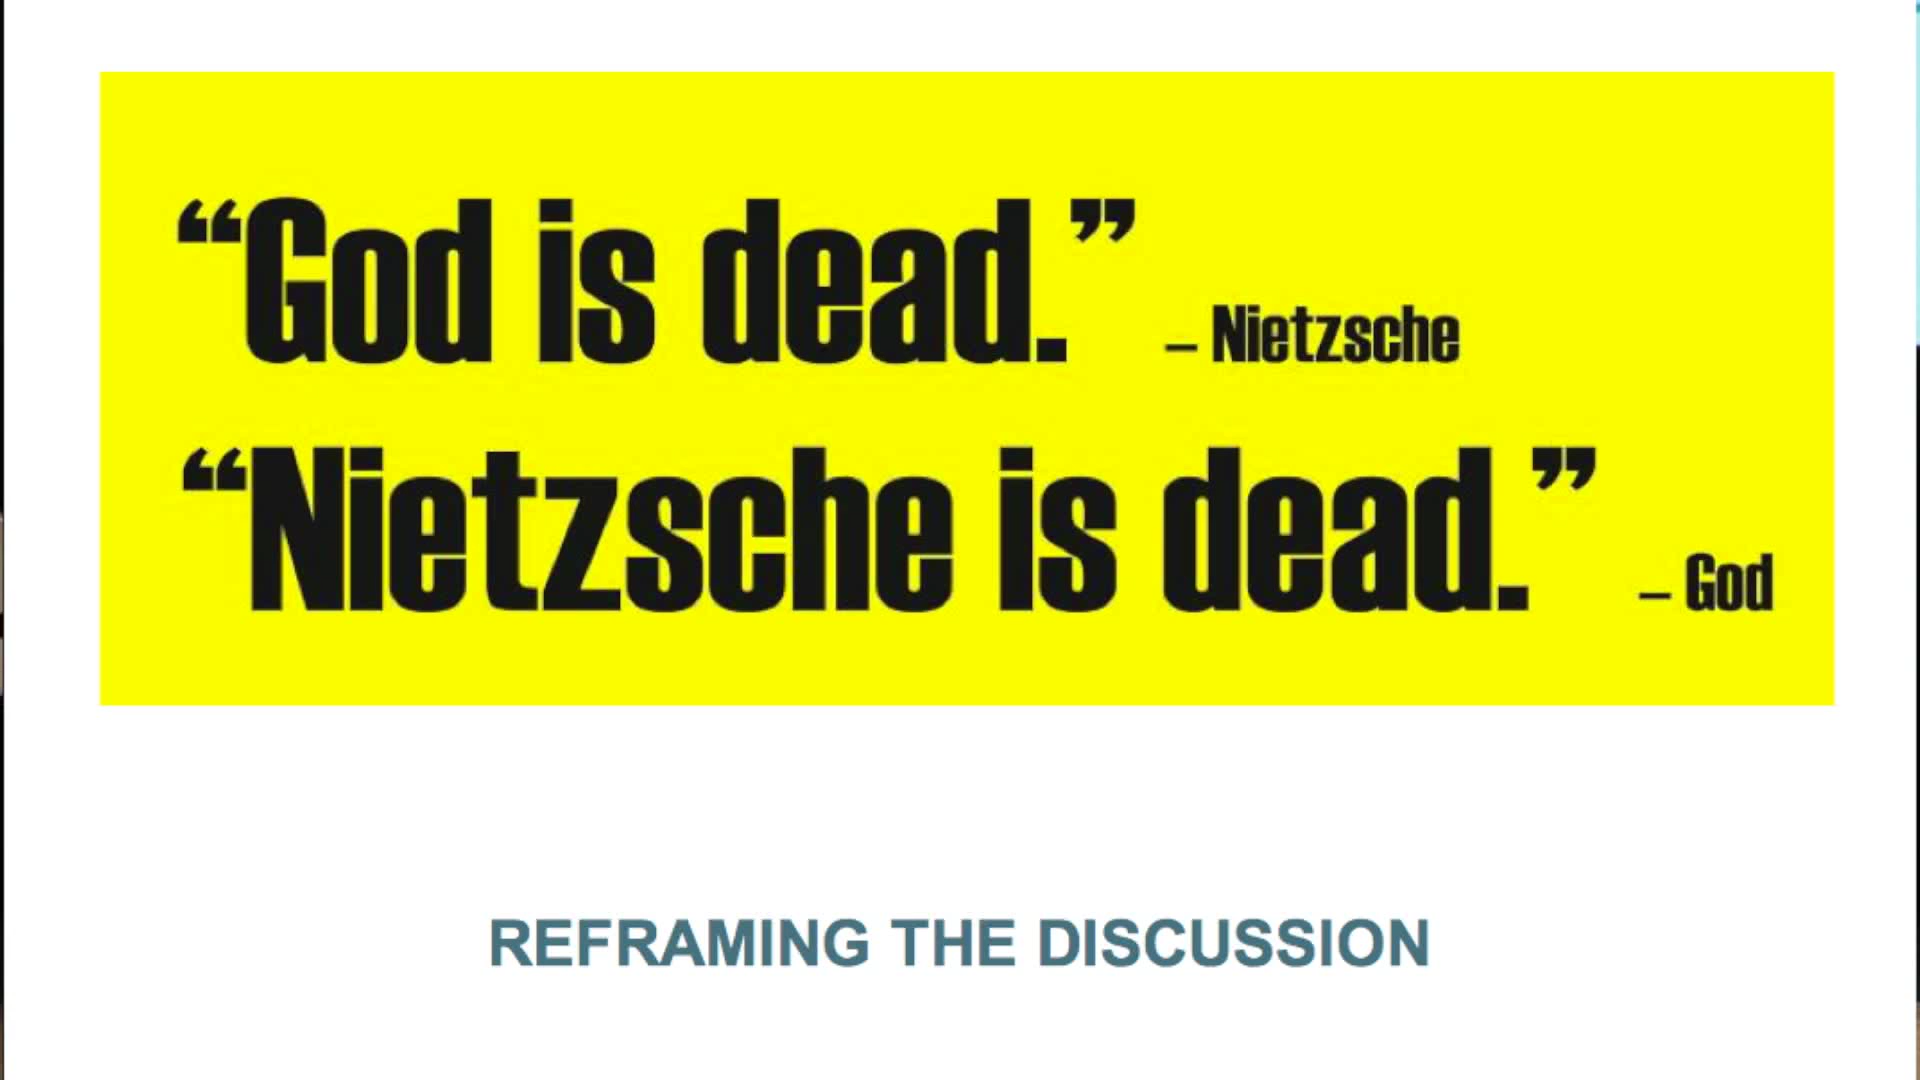 “God is dead.” – Nietzsche
“Nietzsche is dead.” – God
REFRAMING THE DISCUSSION